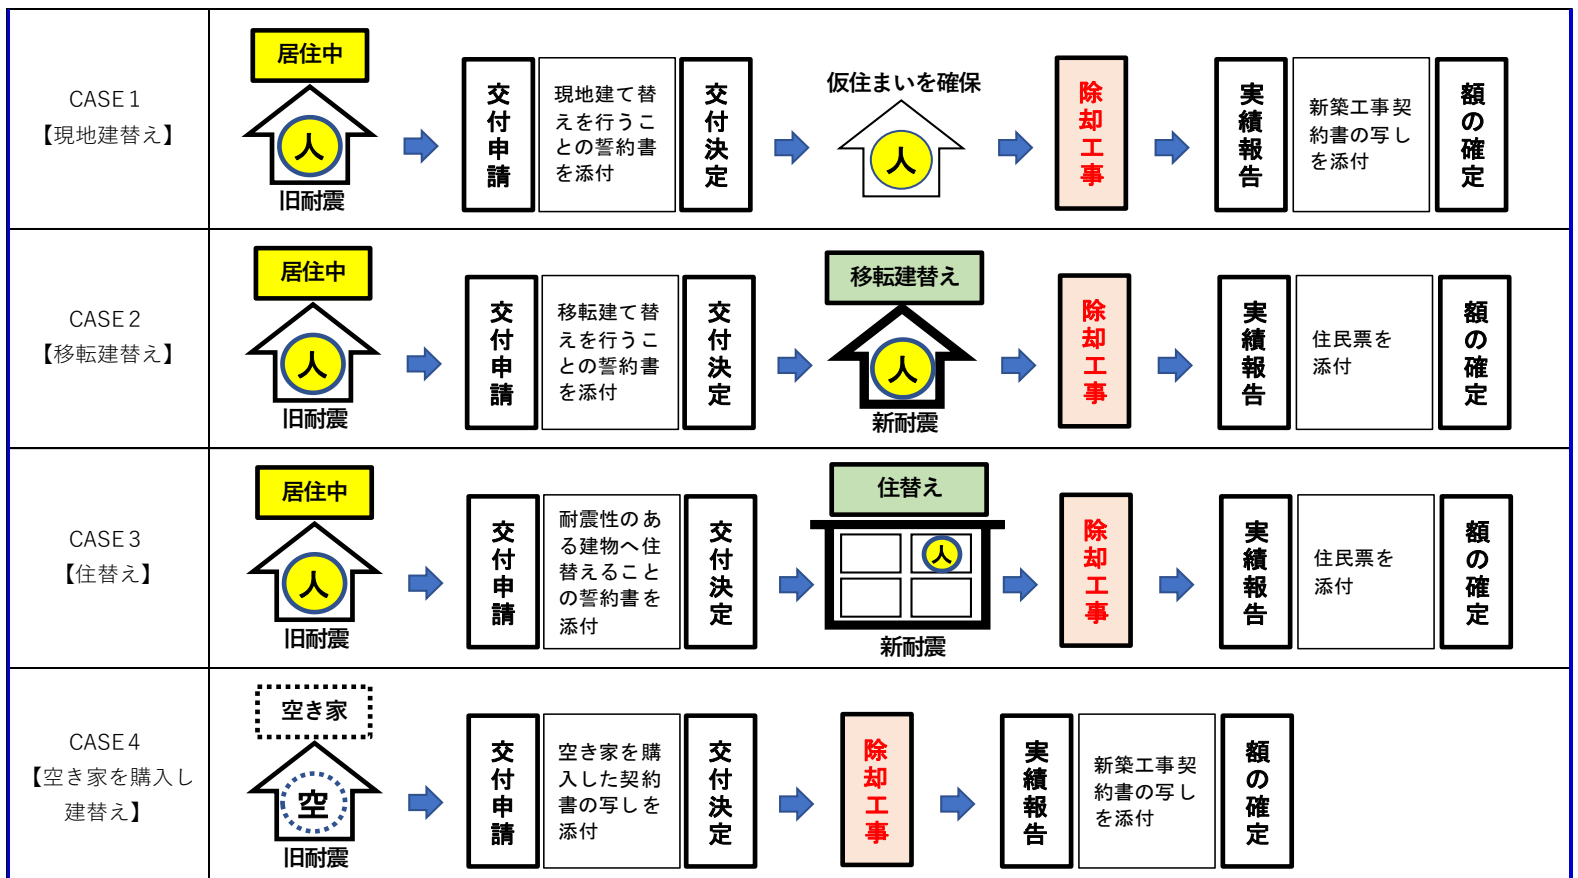 CASE1
【現地建替え】
居住中
人
旧耐震
交付申請
現地建て替
えを行うこ
との誓約書
を添付
交付決定
仮住まいを確保
人
除却工事
実績報告
新築工事契
約書の写し
を添付
額の確定
CASE2
【移転建替え】
居住中
人
旧耐震
交付申請
移転建て替
えを行うこ
との誓約書
を添付
交付決定
移転建替え
人
新耐震
除却工事
実績報告
住民票を
添付
額の確定
CASE3
【住替え】
居住中
人
旧耐震
交付申請
耐震性のあ
る建物へ住
替えること
の誓約書を
添付
交付決定
住替え
人
新耐震
除却工事
実績報告
住民票を
添付
額の確定
CASE4
【空き家を購入し
建替え】
空き家
空
旧耐震
交付申請
空き家を購
入した契約
書の写しを
添付
交付決定
除却工事
実績報告
新築工事契
約書の写し
を添付
額の確定